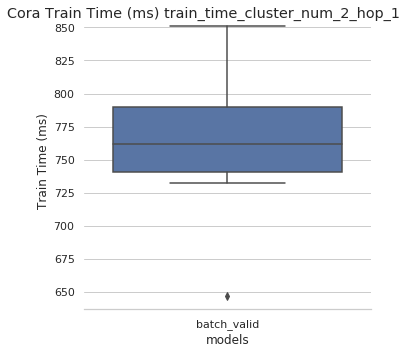 Cora Train Time (ms) train_time_cluster_num_2_hop_1
850
825
800
775
750
725
700
675
650
Train Time (ms)
batch_valid
models